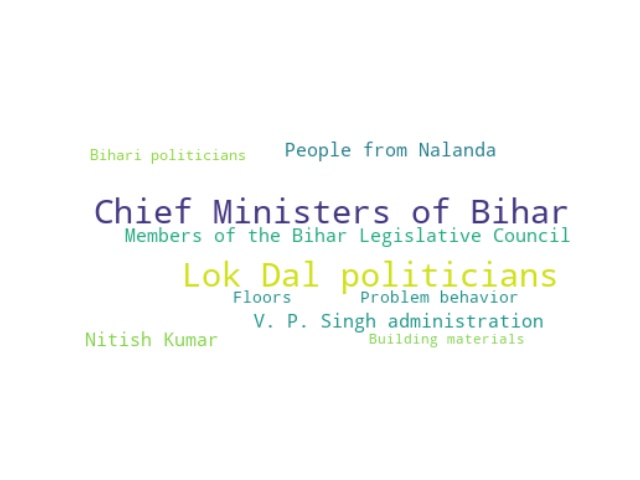 Bihari politicians
People from Nalanda
Chief Ministers of Bihar
Members of the Bihar Legislative Council
Lok Dal politicians
Floors
Problem behavior
V. P. Singh administration
Nitish Kumar
Building materials